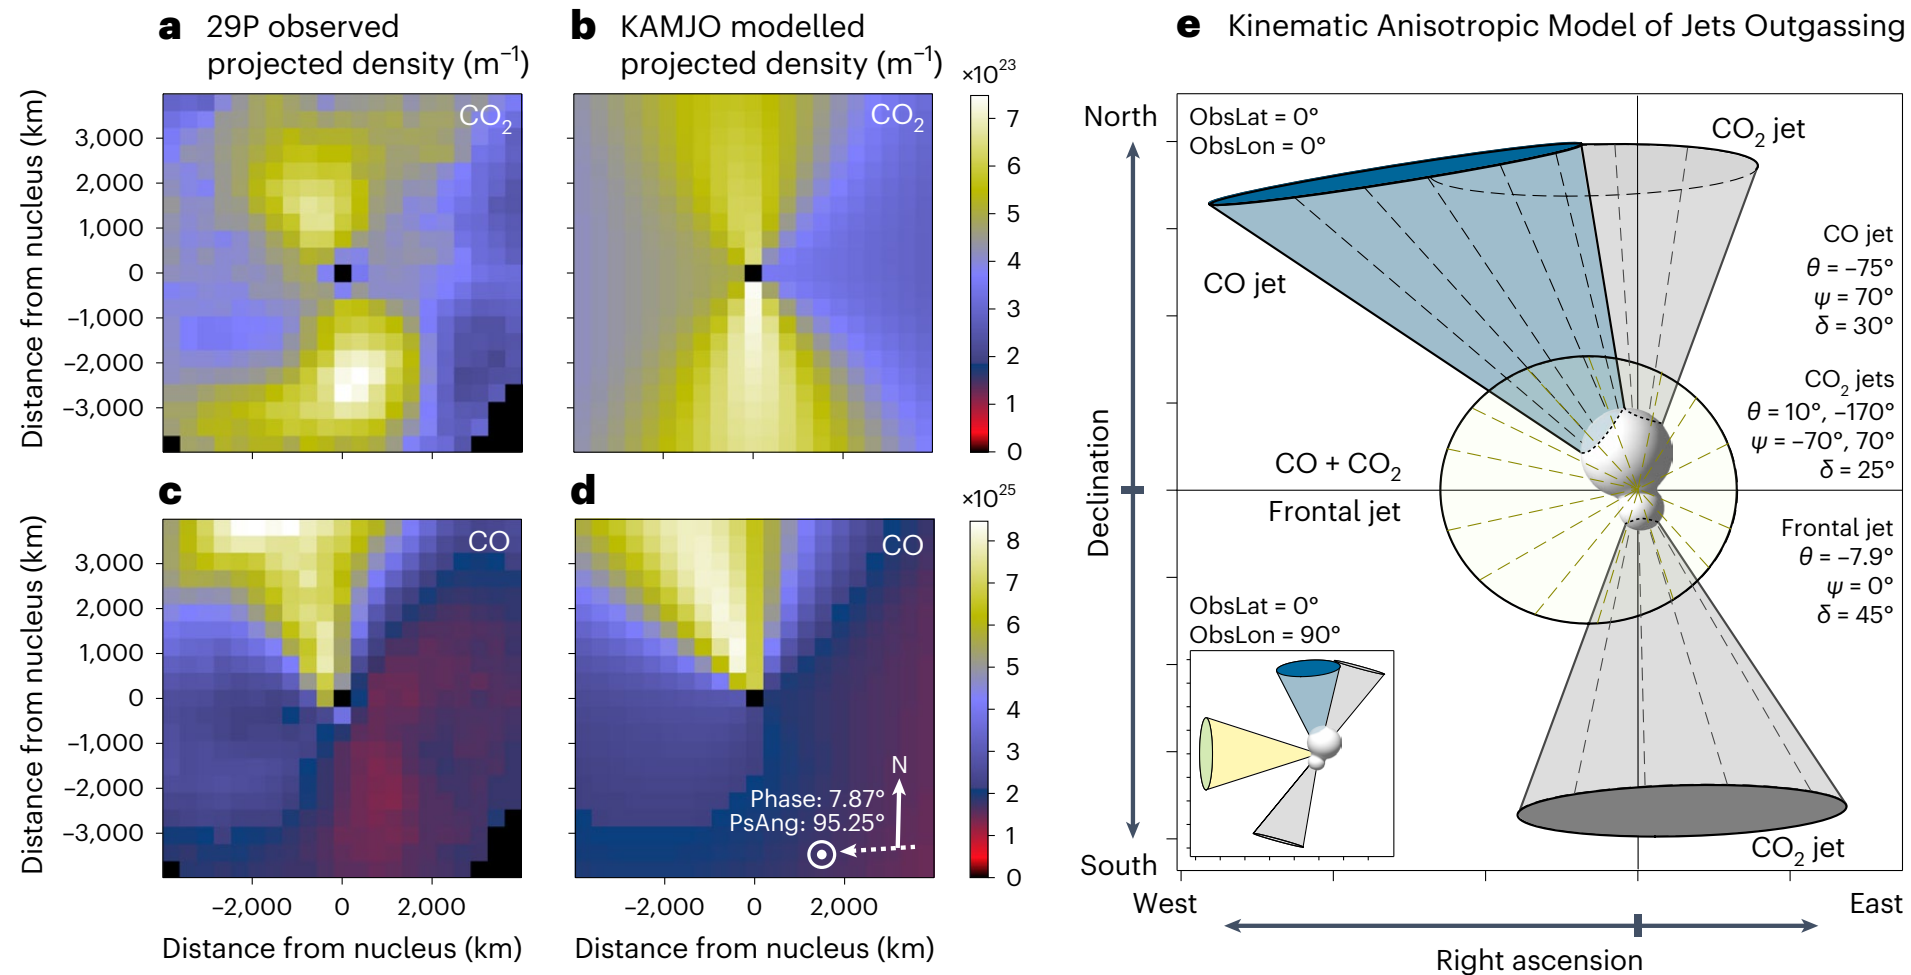 a 29P observed
projected density (m⁻¹)
b KAMJO modelled
projected density (m⁻¹)
×10²³
CO₂
CO₂
Distance from nucleus (km)
3,000
2,000
1,000
0
−1,000
−2,000
−3,000
7
6
5
4
3
2
1
0
c
d
×10²⁵
CO
CO
Distance from nucleus (km)
3,000
2,000
1,000
0
−1,000
−2,000
−3,000
N
Phase: 7.87°
PsAng: 95.25°
8
7
6
5
4
3
2
1
0
−2,000
0
2,000
−2,000
0
2,000
Distance from nucleus (km)
Distance from nucleus (km)
e Kinematic Anisotropic Model of Jets Outgassing
North
Declination
South
ObsLat = 0°
ObsLon = 0°
CO₂ jet
CO jet
CO jet
θ = −75°
ψ = 70°
δ = 30°
CO₂ jets
θ = 10°, −170°
ψ = −70°, 70°
δ = 25°
CO + CO₂
Frontal jet
Frontal jet
θ = −7.9°
ψ = 0°
δ = 45°
ObsLat = 0°
ObsLon = 90°
CO₂ jet
West
East
Right ascension